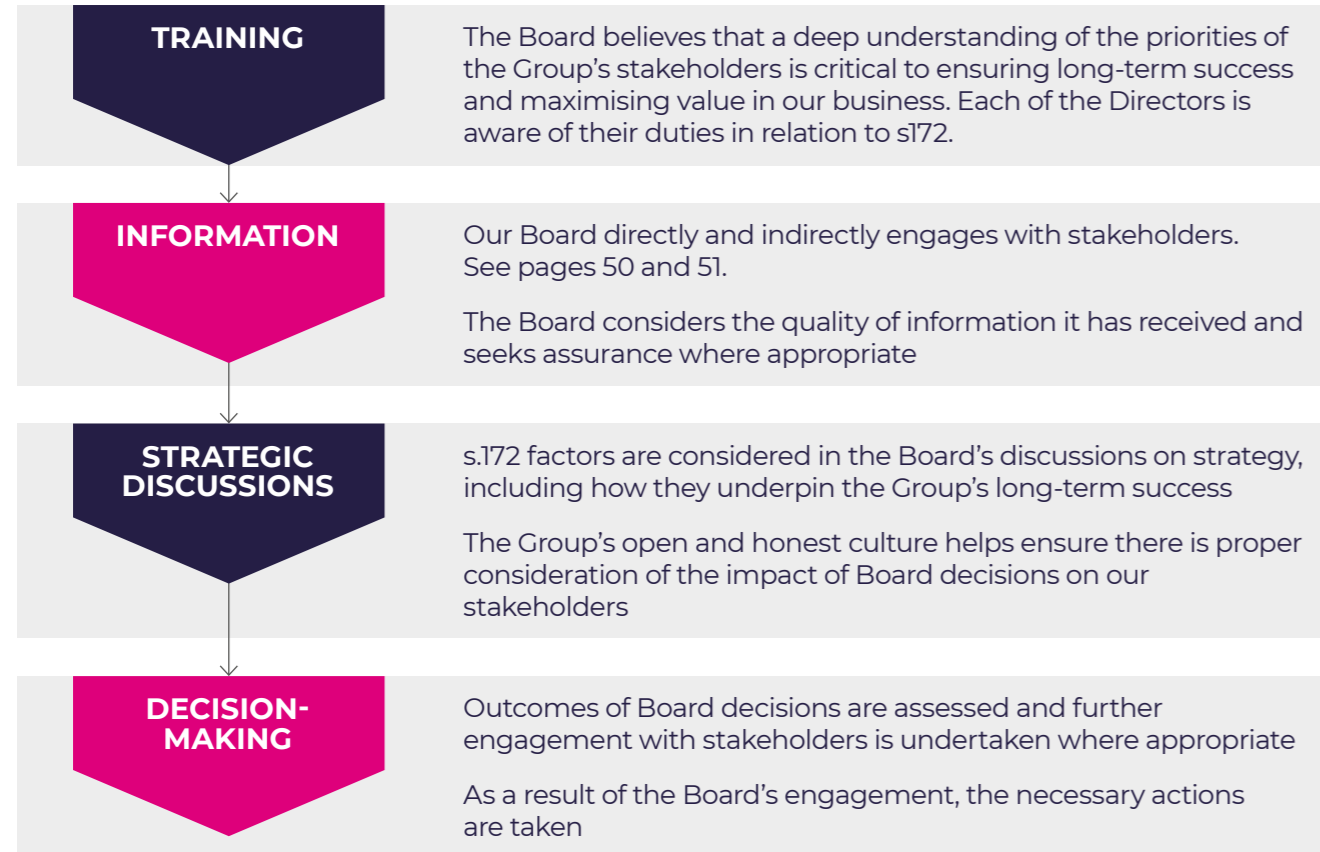 TRAINING
The Board believes that a deep understanding of the priorities of
the Group’s stakeholders is critical to ensuring long-term success
and maximising value in our business. Each of the Directors is
aware of their duties in relation to s172.
INFORMATION
Our Board directly and indirectly engages with stakeholders.
See pages 50 and 51.
The Board considers the quality of information it has received and
seeks assurance where appropriate
STRATEGIC
DISCUSSIONS
s.172 factors are considered in the Board’s discussions on strategy,
including how they underpin the Group’s long-term success
The Group’s open and honest culture helps ensure there is proper
consideration of the impact of Board decisions on our
stakeholders
DECISION-
MAKING
Outcomes of Board decisions are assessed and further
engagement with stakeholders is undertaken where appropriate
As a result of the Board’s engagement, the necessary actions
are taken